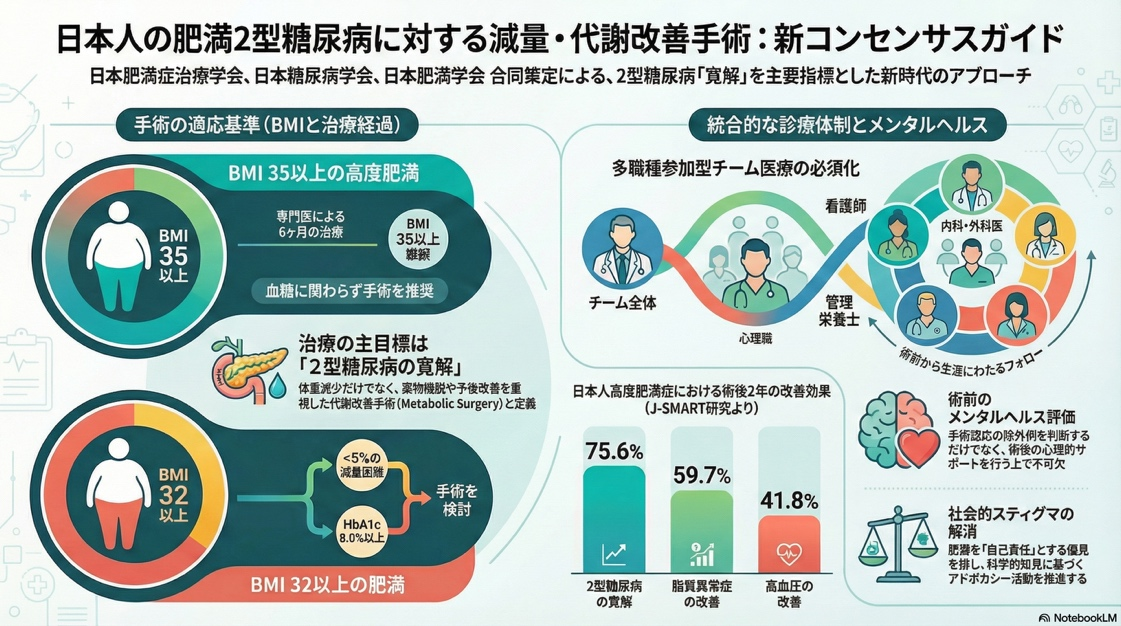 日本人の肥満2型糖尿病に対する減量・代謝改善手術：新コンセンサスガイド
日本肥満症治療学会、日本糖尿病学会、日本肥満学会 合同策定による、2型糖尿病「寛解」を主要指標とした新時代のアプローチ
手術の適応基準（BMIと治療経過）
BMI 35以上の高度肥満
BMI
35
以上
専門医による
6ヶ月の治療
BMI
35以上
血糖に関わらず手術を推奨
治療の主目標は
「2型糖尿病の寛解」
体重減少だけでなく、薬物機脱や予後改善を重
視した代謝改善手術（Metabolic Surgery）と定義
BMI
32
以上
<5%の
減量困難
HbA1c
8.0%以上
手術を
検討
BMI 32以上の肥満
統合的な診療体制とメンタルヘルス
多職種参加型チーム医療の必須化
チーム全体
心理職
看護師
管理
栄養士
内科・外科医
術前から生涯にわたるフォロー
日本人高度肥満症における術後2年の改善効果
（J-SMART研究より）
75.6%
59.7%
41.8%
2型糖尿病
の寛解
脂質異常症
の改善
高血圧の
改善
術前の
メンタルヘルス評価
手術認応の除外例を判断する
だけでなく、術後の心理的サ
ポートを行う上で不可欠
社会的スティグマの
解消
を「自己責任」とする優見
を排し、科学的知見に基づく
アドボカシー活動を推進する
NotebookLM